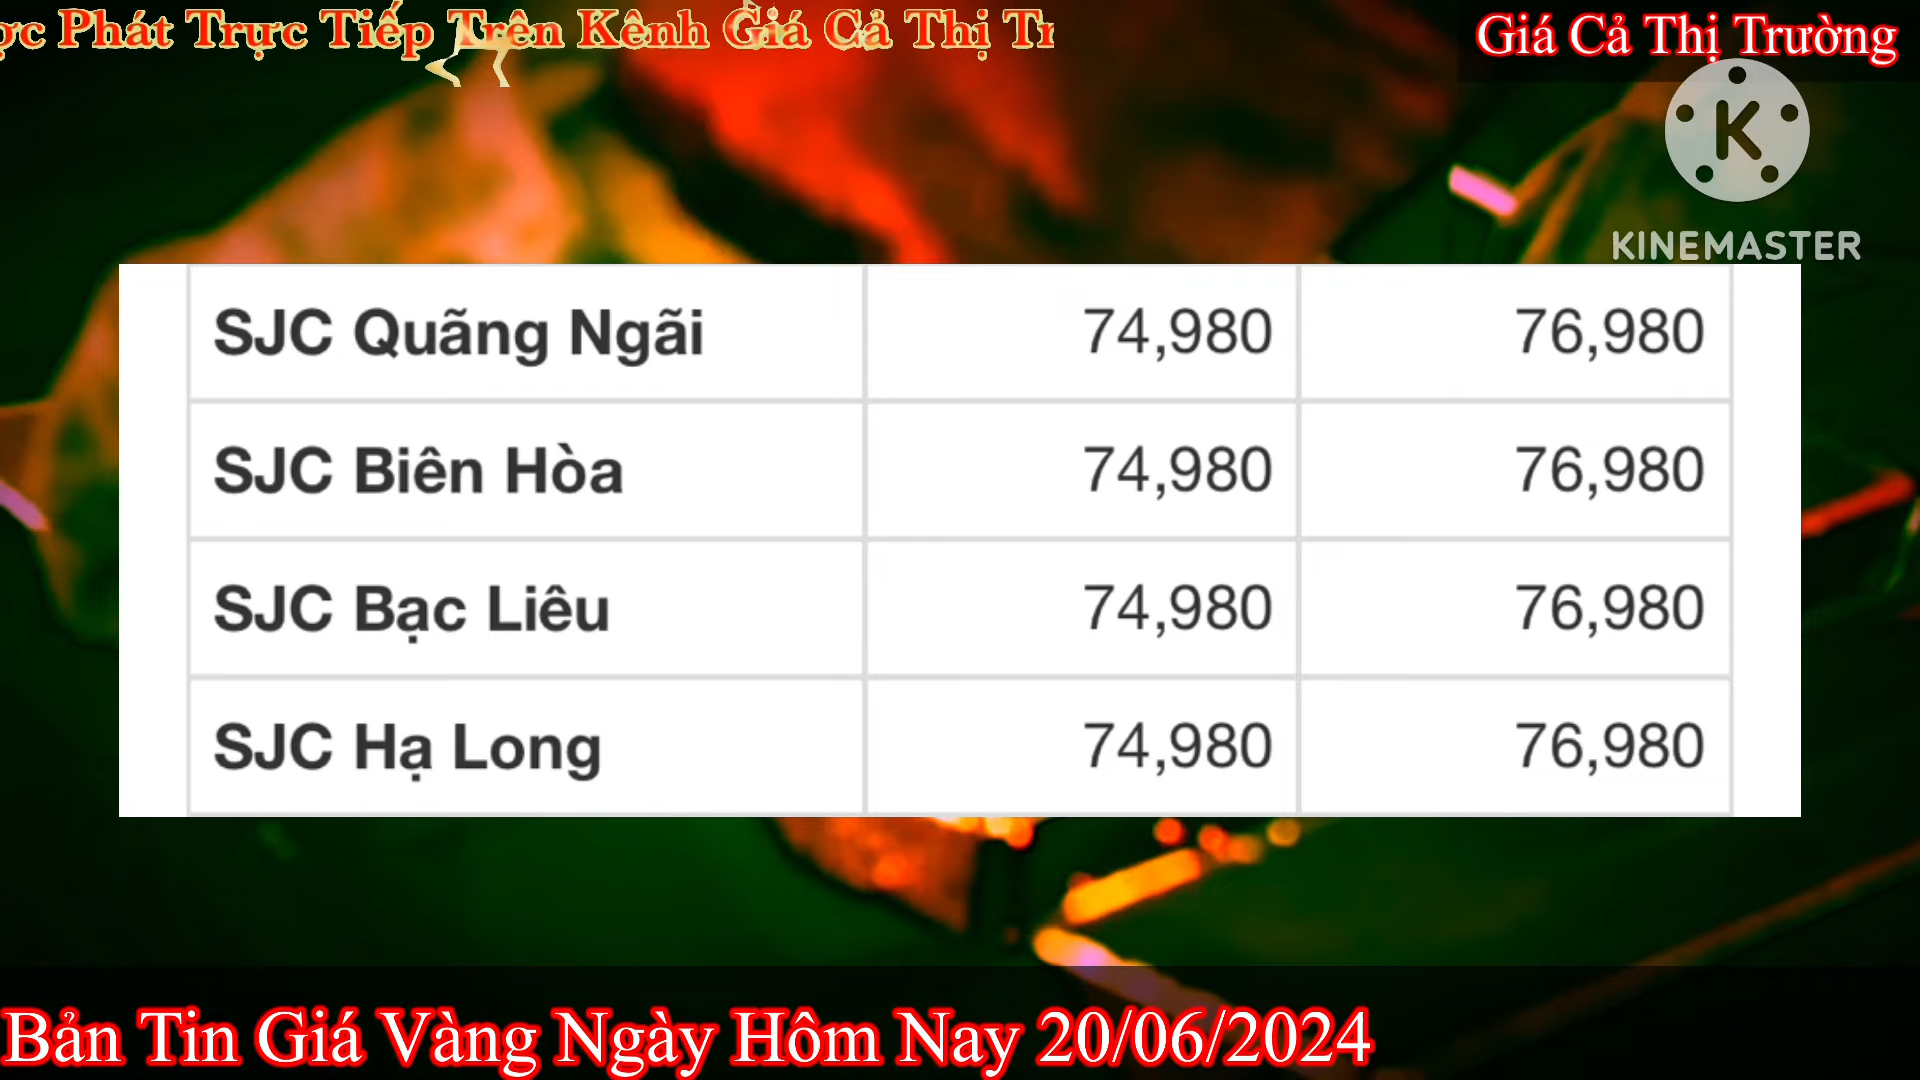 Phát Trực Tiếp Trên Kênh Giá Cả Thị
Giá Cả Thị Trường
K
KINEMASTER
SJC Quãng Ngãi 74,980 76,980
SJC Biên Hòa 74,980 76,980
SJC Bạc Liêu 74,980 76,980
SJC Hạ Long 74,980 76,980
Bản Tin Giá Vàng Ngày Hôm Nay 20/06/2024